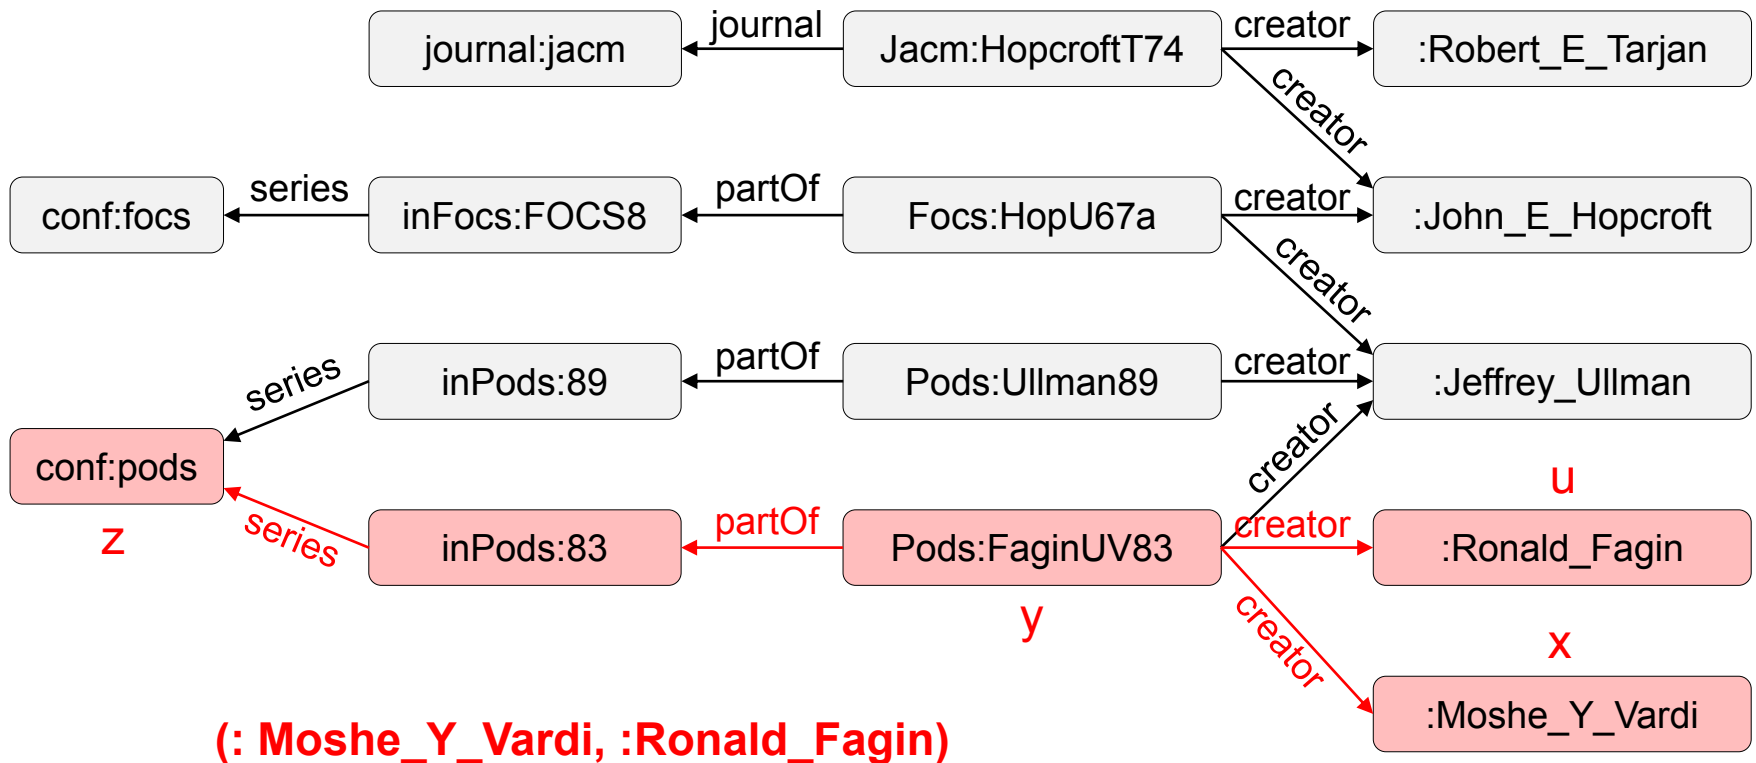 journal:jacm
journal
Jacm:HopcroftT74
creator
:Robert_E_Tarjan
creator
conf:focs
series
inFocs:FOCS8
partOf
Focs:HopU67a
creator
:John_E_Hopcroft
creator
series
inPods:89
partOf
Pods:Ullman89
creator
:Jeffrey_Ullman
creator
conf:pods
z
series
inPods:83
partOf
Pods:FaginUV83
y
creator
u
:Ronald_Fagin
creator
x
:Moshe_Y_Vardi
(: Moshe_Y_Vardi, :Ronald_Fagin)